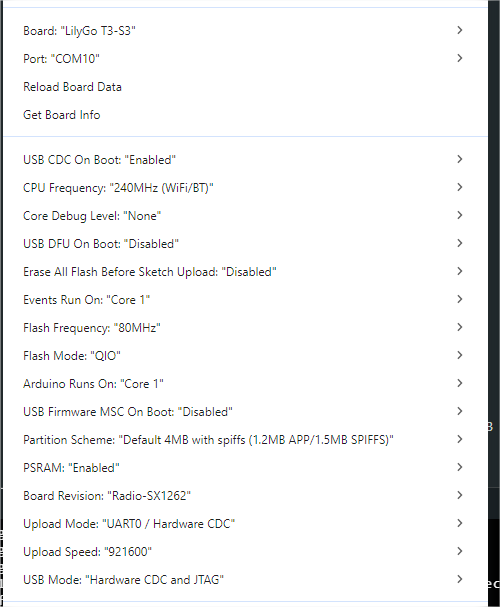 Board: "LilyGo T3-S3"
Port: "COM10"
Reload Board Data
Get Board Info
USB CDC On Boot: "Enabled"
CPU Frequency: "240MHz (WiFi/BT)"
Core Debug Level: "None"
USB DFU On Boot: "Disabled"
Erase All Flash Before Sketch Upload: "Disabled"
Events Run On: "Core 1"
Flash Frequency: "80MHz"
Flash Mode: "QIO"
Arduino Runs On: "Core 1"
USB Firmware MSC On Boot: "Disabled"
Partition Scheme: "Default 4MB with spiffs (1.2MB APP/1.5MB SPIFFS)"
PSRAM: "Enabled"
Board Revision: "Radio-SX1262"
Upload Mode: "UART0 / Hardware CDC"
Upload Speed: "921600"
USB Mode: "Hardware CDC and JTAG"